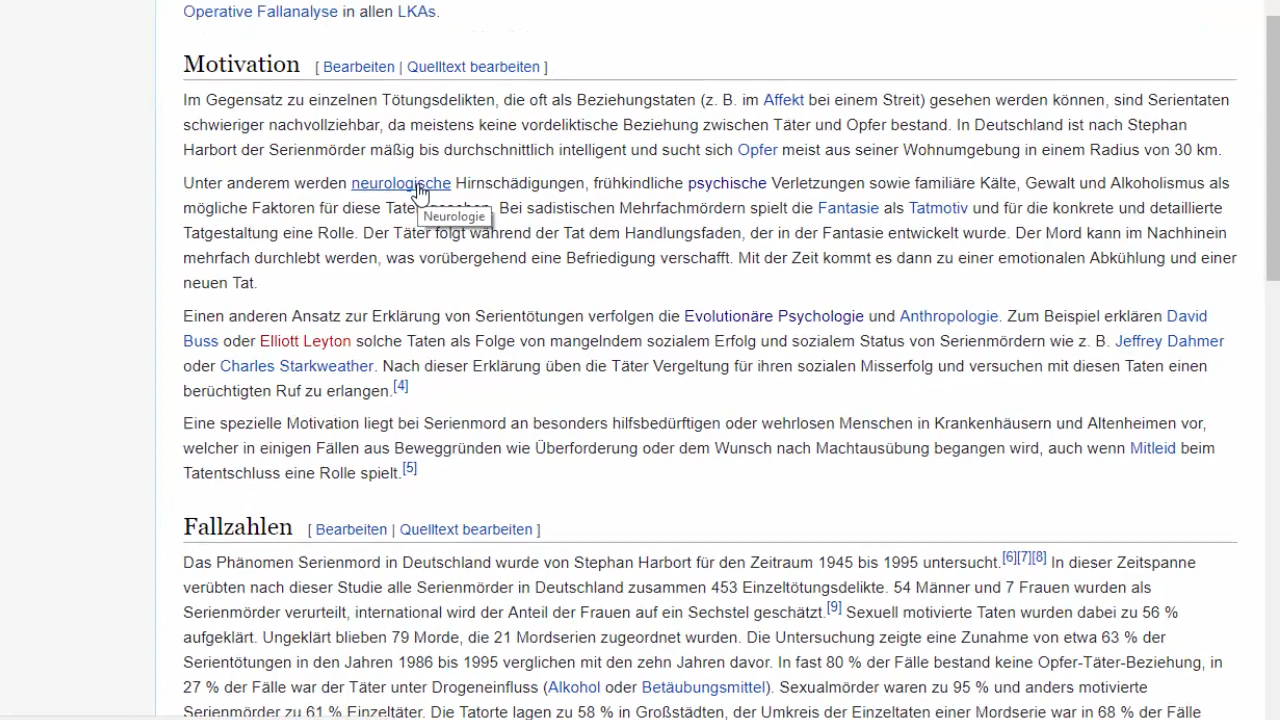 Operative Fallanalyse in allen LKAs.
Motivation [ Bearbeiten | Quelltext bearbeiten ]
Im Gegensatz zu einzelnen Tötungsdelikten, die oft als Beziehungstaten (z. B. im Affekt bei einem Streit) gesehen werden können, sind Serientaten
schwieriger nachvollziehbar, da meistens keine vordeliktische Beziehung zwischen Täter und Opfer bestand. In Deutschland ist nach Stephan
Harbort der Serienmörder mäßig bis durchschnittlich intelligent und sucht sich Opfer meist aus seiner Wohnumgebung in einem Radius von 30 km.
Unter anderem werden neurologische Hirnschädigungen, frühkindliche psychische Verletzungen sowie familiäre Kälte, Gewalt und Alkoholismus als
mögliche Faktoren für diese Taten gesehen. Bei sadistischen Mehrfachmördern spielt die Fantasie als Tatmotiv und für die konkrete und detaillierte
Neurologie
Tatgestaltung eine Rolle. Der Täter folgt während der Tat dem Handlungsfaden, der in der Fantasie entwickelt wurde. Der Mord kann im Nachhinein
mehrfach durchlebt werden, was vorübergehend eine Befriedigung verschafft. Mit der Zeit kommt es dann zu einer emotionalen Abkühlung und einer
neuen Tat.
Einen anderen Ansatz zur Erklärung von Serientötungen verfolgen die Evolutionäre Psychologie und Anthropologie. Zum Beispiel erklären David
Buss oder Elliott Leyton solche Taten als Folge von mangelndem sozialem Erfolg und sozialem Status von Serienmördern wie z. B. Jeffrey Dahmer
oder Charles Starkweather. Nach dieser Erklärung üben die Täter Vergeltung für ihren sozialen Misserfolg und versuchen mit diesen Taten einen
berüchtigten Ruf zu erlangen.[4]
Eine spezielle Motivation liegt bei Serienmord an besonders hilfsbedürftigen oder wehrlosen Menschen in Krankenhäusern und Altenheimen vor,
welcher in einigen Fällen aus Beweggründen wie Überforderung oder dem Wunsch nach Machtausübung begangen wird, auch wenn Mitleid beim
Tatentschluss eine Rolle spielt.[5]
Fallzahlen [ Bearbeiten | Quelltext bearbeiten ]
Das Phänomen Serienmord in Deutschland wurde von Stephan Harbort für den Zeitraum 1945 bis 1995 untersucht.[6][7][8] In dieser Zeitspanne
verübten nach dieser Studie alle Serienmörder in Deutschland zusammen 453 Einzeltötungsdelikte. 54 Männer und 7 Frauen wurden als
Serienmörder verurteilt, international wird der Anteil der Frauen auf ein Sechstel geschätzt.[9] Sexuell motivierte Taten wurden dabei zu 56 %
aufgeklärt. Ungeklärt blieben 79 Morde, die 21 Mordserien zugeordnet wurden. Die Untersuchung zeigte eine Zunahme von etwa 63 % der
Serientötungen in den Jahren 1986 bis 1995 verglichen mit den zehn Jahren davor. In fast 80 % der Fälle bestand keine Opfer-Täter-Beziehung, in
27 % der Fälle war der Täter unter Drogeneinfluss (Alkohol oder Betäubungsmittel). Sexualmörder waren zu 95 % und anders motivierte
Serienmörder zu 61 % Einzeltäter. Die Tatorte lagen zu 58 % in Großstädten, der Umkreis der Einzeltaten einer Mordserie war in 68 % der Fälle